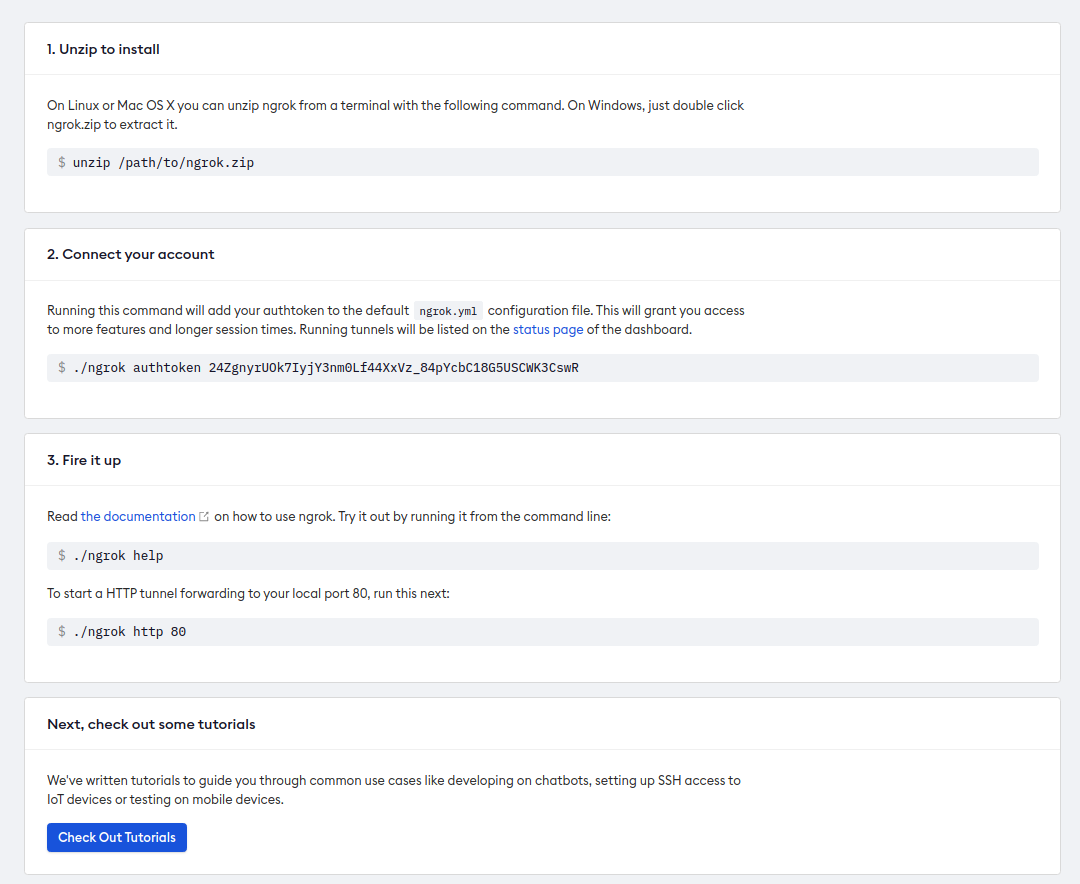 1. Unzip to install
On Linux or Mac OS X you can unzip ngrok from a terminal with the following command. On Windows, just double click
ngrok.zip to extract it.
$ unzip /path/to/ngrok.zip
2. Connect your account
Running this command will add your authtoken to the default ngrok.yml configuration file. This will grant you access
to more features and longer session times. Running tunnels will be listed on the status page of the dashboard.
$ ./ngrok authtoken 24ZgnyrUOk7IyjY3nm0Lf44XxVz_84pYcbC18G5USCWK3CswR
3. Fire it up
Read the documentation on how to use ngrok. Try it out by running it from the command line:
$ ./ngrok help
To start a HTTP tunnel forwarding to your local port 80, run this next:
$ ./ngrok http 80
Next, check out some tutorials
We've written tutorials to guide you through common use cases like developing on chatbots, setting up SSH access to
IoT devices or testing on mobile devices.
Check Out Tutorials